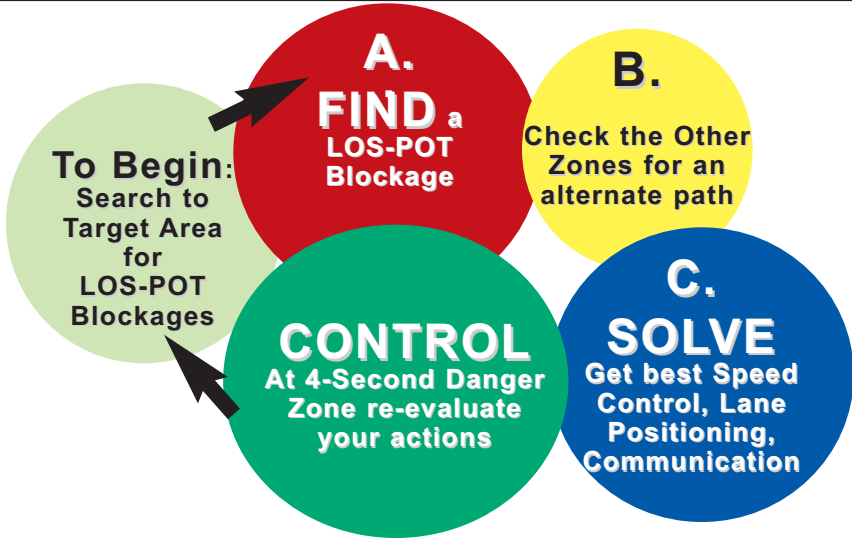 To Begin:
Search to
Target Area
for
LOS-POT
Blockages
A.
FIND a
LOS-POT
Blockage
B.
Check the Other
Zones for an
alternate path
C.
SOLVE
Get best Speed
Control, Lane
Positioning,
Communication
CONTROL
At 4-Second Danger
Zone re-evaluate
your actions